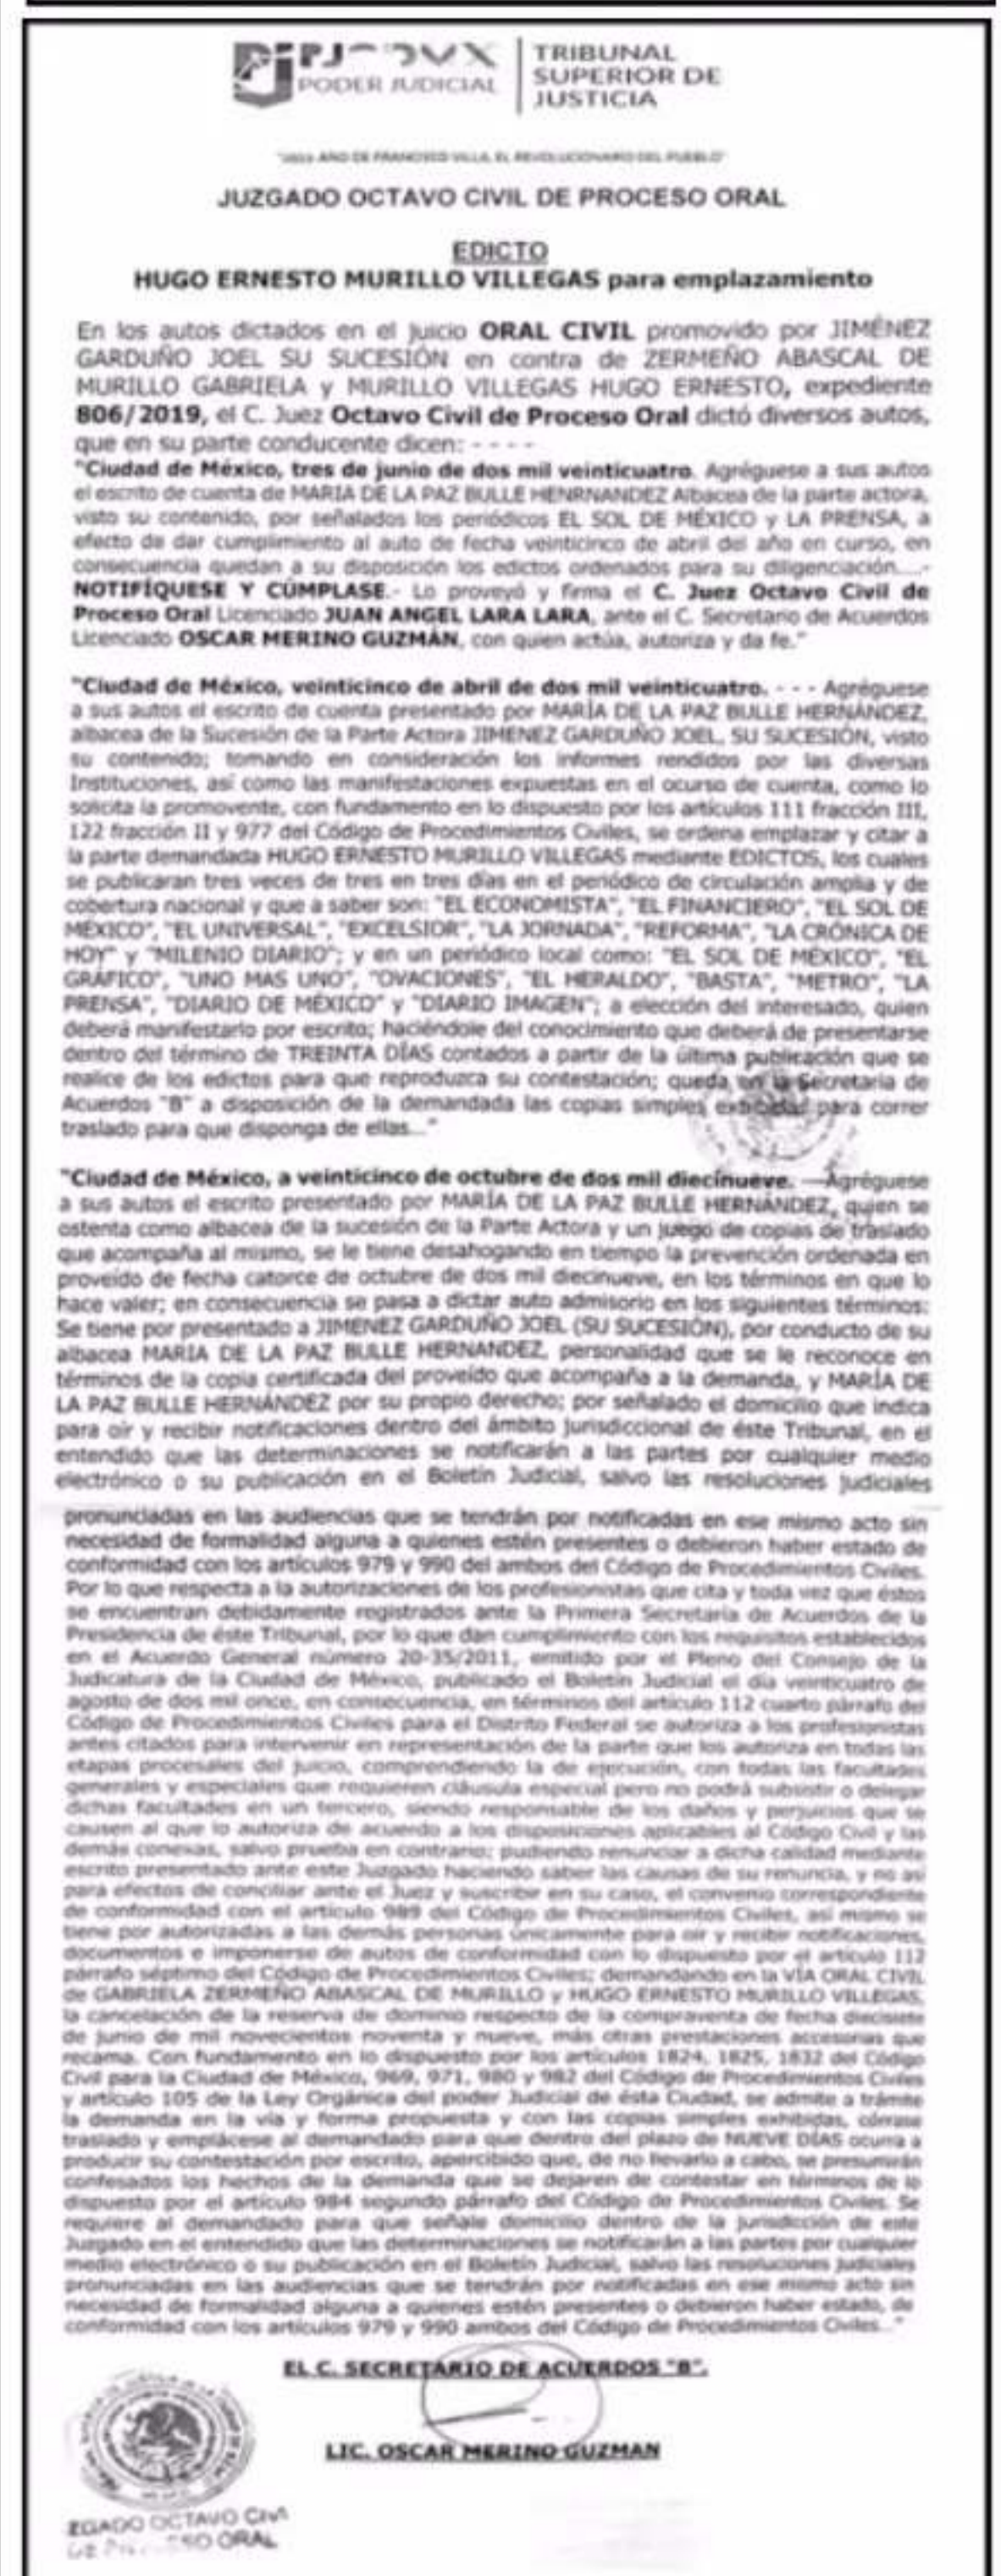 PODER JUDICIAL
TRIBUNAL
SUPERIOR DE
JUSTICIA
AÑO DE FRANCISCO VILLA, EL REVOLUCIONARIO DEL PUEBLO"
JUZGADO OCTAVO CIVIL DE PROCESO ORAL
EDICTO
HUGO ERNESTO MURILLO VILLEGAS para emplazamiento
En los autos dictados en el juicio ORAL CIVIL promovido por JIMÉNEZ
GARDUÑO JOEL SU SUCESIÓN en contra de ZERMEÑO ABASCAL DE
MURILLO GABRIELA y MURILLO VILLEGAS HUGO ERNESTO, expediente
806/2019, el C. Juez Octavo Civil de Proceso Oral dictó diversos autos,
que en su parte conducente dicen: - - - -
"Ciudad de México, tres de junio de dos mil veinticuatro. Agréguese a sus autos
el escrito de cuenta de MARIA DE LA PAZ BULLE HENRNANDEZ Albacea de la parte actora,
visto su contenido, por señalados los periódicos EL SOL DE MÉXICO y LA PRENSA, a
efecto de dar cumplimiento al auto de fecha veinticinco de abril del año en curso, en
consecuencia quedan a su disposición los edictos ordenados para su diligenciación....-
NOTIFÍQUESE Y CÚMPLASE.- Lo proveyó y firma el C. Juez Octavo Civil de
Proceso Oral Licenciado JUAN ANGEL LARA LARA, ante el C. Secretario de Acuerdos
Licenciado OSCAR MERINO GUZMÁN, con quien actúa, autoriza y da fe."
"Ciudad de México, veinticinco de abril de dos mil veinticuatro. - - - Agréguese
a sus autos el escrito de cuenta presentado por MARÍA DE LA PAZ BULLE HERNÁNDEZ,
albacea de la Sucesión de la Parte Actora JIMENEZ GARDUÑO JOEL, SU SUCESIÓN, visto
su contenido; tomando en consideración los informes rendidos por las diversas
Instituciones, así como las manifestaciones expuestas en el ocurso de cuenta, como lo
solicita la promovente, con fundamento en lo dispuesto por los artículos 111 fracción III,
122 fracción II y 977 del Código de Procedimientos Civiles, se ordena emplazar y citar a
la parte demandada HUGO ERNESTO MURILLO VILLEGAS mediante EDICTOS, los cuales
se publicaran tres veces de tres en tres días en el periódico de circulación amplia y de
cobertura nacional y que a saber son: "EL ECONOMISTA", "EL FINANCIERO", "EL SOL DE
MÉXICO", "EL UNIVERSAL", "EXCELSIOR", "LA JORNADA", "REFORMA", "LA CRÓNICA DE
HOY" y "MILENIO DIARIO"; y en un periódico local como: "EL SOL DE MÉXICO", "EL
GRÁFICO", "UNO MAS UNO", "OVACIONES", "EL HERALDO", "BASTA", "METRO", "LA
PRENSA", "DIARIO DE MÉXICO" y "DIARIO IMAGEN"; a elección del interesado, quien
deberá manifestarlo por escrito; haciéndole del conocimiento que deberá de presentarse
dentro del término de TREINTA DÍAS contados a partir de la última publicación que se
realice de los edictos para que reproduzca su contestación; queda en la Secretaria de
Acuerdos "B" a disposición de la demandada las copias simples exhibidas para correr
traslado para que disponga de ellas..."
"Ciudad de México, a veinticinco de octubre de dos mil diecinueve. —Agréguese
a sus autos el escrito presentado por MARÍA DE LA PAZ BULLE HERNÁNDEZ, quien se
ostenta como albacea de la sucesión de la Parte Actora y un juego de copias de traslado
que acompaña al mismo, se le tiene desahogando en tiempo la prevención ordenada en
proveído de fecha catorce de octubre de dos mil diecinueve, en los términos en que lo
hace valer; en consecuencia se pasa a dictar auto admisorio en los siguientes términos:
Se tiene por presentado a JIMENEZ GARDUÑO JOEL (SU SUCESIÓN), por conducto de su
albacea MARIA DE LA PAZ BULLE HERNANDEZ, personalidad que se le reconoce en
términos de la copia certificada del proveído que acompaña a la demanda, y MARÍA DE
LA PAZ BULLE HERNÁNDEZ por su propio derecho; por señalado el domicilio que indica
para oír y recibir notificaciones dentro del ámbito jurisdiccional de éste Tribunal, en el
entendido que las determinaciones se notificarán a las partes por cualquier medio
electrónico o su publicación en el Boletín Judicial, salvo las resoluciones judiciales
pronunciadas en las audiencias que se tendrán por notificadas en ese mismo acto sin
necesidad de formalidad alguna a quienes estén presentes o debieron haber estado de
conformidad con los artículos 979 y 990 del ambos del Código de Procedimientos Civiles.
Por lo que respecta a la autorizaciones de los profesionistas que cita y toda vez que éstos
se encuentran debidamente registrados ante la Primera Secretaría de Acuerdos de la
Presidencia de éste Tribunal, por lo que dan cumplimiento con los requisitos establecidos
en el Acuerdo General número 20-35/2011, emitido por el Pleno del Consejo de la
Judicatura de la Ciudad de México, publicado el Boletín Judicial el día veinticuatro de
agosto de dos mil once, en consecuencia, en términos del artículo 112 cuarto párrafo del
Código de Procedimientos Civiles para el Distrito Federal se autoriza a los profesionistas
antes citados para intervenir en representación de la parte que los autoriza en todas las
etapas procesales del juicio, comprendiendo la de ejecución, con todas las facultades
generales y especiales que requieren cláusula especial pero no podrá subsistir o delegar
dichas facultades en un tercero, siendo responsable de los daños y perjuicios que se
causen al que lo autoriza de acuerdo a los disposiciones aplicables al Código Civil y las
demás conexas, salvo prueba en contrario; pudiendo renunciar a dicha calidad mediante
escrito presentado ante este Juzgado haciendo saber las causas de su renuncia, y no así
para efectos de conciliar ante el Juez y suscribir en su caso, el convenio correspondiente
de conformidad con el artículo 989 del Código de Procedimientos Civiles, así mismo se
tiene por autorizadas a las demás personas únicamente para oír y recibir notificaciones,
documentos e imponerse de autos de conformidad con lo dispuesto por el artículo 112
párrafo séptimo del Código de Procedimientos Civiles; demandando en la VÍA ORAL CIVIL
de GABRIELA ZERMEÑO ABASCAL DE MURILLO y HUGO ERNESTO MURILLO VILLEGAS,
la cancelación de la reserva de dominio respecto de la compraventa de fecha diecisiete
de junio de mil novecientos noventa y nueve, más otras prestaciones accesorias que
recama. Con fundamento en lo dispuesto por los artículos 1824, 1825, 1832 del Código
Civil para la Ciudad de México, 969, 971, 980 y 982 del Código de Procedimientos Civiles
y artículo 105 de la Ley Orgánica del poder Judicial de ésta Ciudad, se admite a trámite
la demanda en la vía y forma propuesta y con las copias simples exhibidas, córrase
traslado y emplácese al demandado para que dentro del plazo de NUEVE DÍAS ocurra a
producir su contestación por escrito, apercibido que, de no llevarlo a cabo, se presumirán
confesados los hechos de la demanda que se dejaren de contestar en términos de lo
dispuesto por el artículo 984 segundo párrafo del Código de Procedimientos Civiles. Se
requiere al demandado para que señale domicilio dentro de la jurisdicción de este
Juzgado en el entendido que las determinaciones se notificarán a las partes por cualquier
medio electrónico o su publicación en el Boletín Judicial, salvo las resoluciones judiciales
pronunciadas en las audiencias que se tendrán por notificadas en ese mismo acto sin
necesidad de formalidad alguna a quienes estén presentes o debieron haber estado, de
conformidad con los artículos 979 y 990 ambos del Código de Procedimientos Civiles..."
EL C. SECRETARIO DE ACUERDOS "B".
LIC. OSCAR MERINO GUZMAN
OCTAVO
ORAL